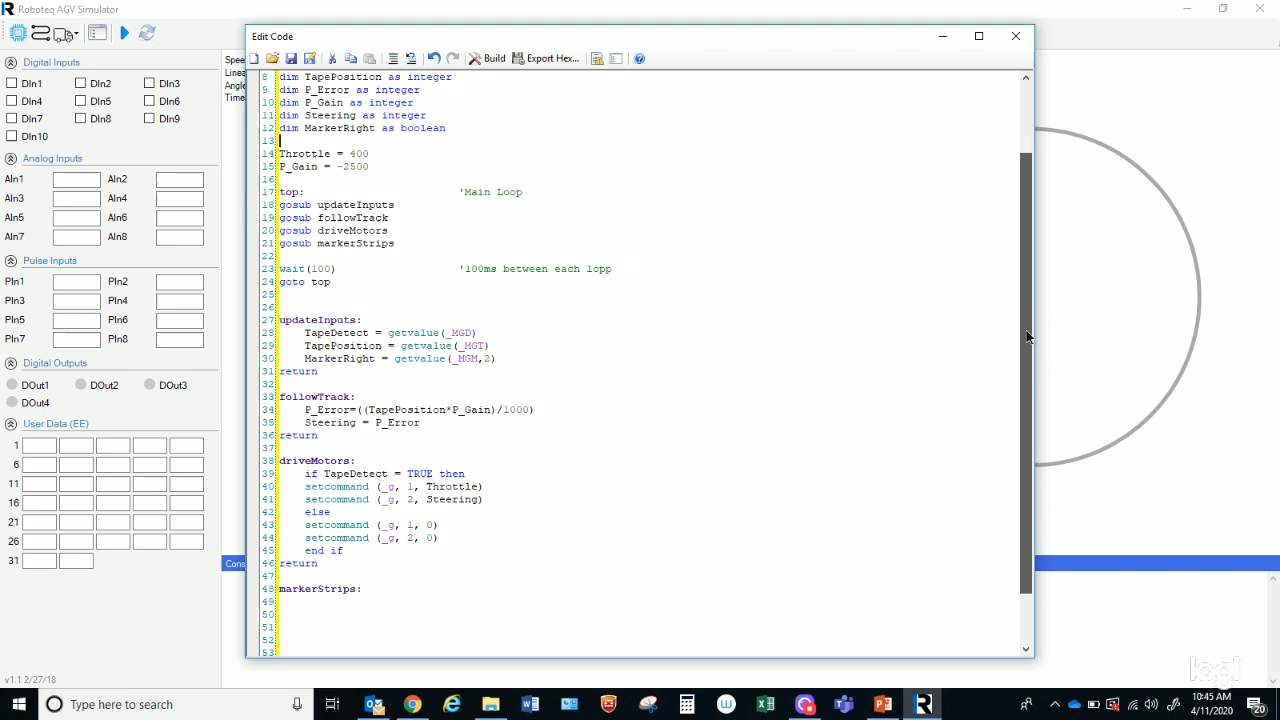 Roboteq AGV Simulator
Edit Code
Build
Export Hex...
Digital Inputs
DIn1 DIn2 DIn3
DIn4 DIn5 DIn6
DIn7 DIn8 DIn9
DIn10
Analog Inputs
AIn1 AIn2
AIn3 AIn4
AIn5 AIn6
AIn7 AIn8
Pulse Inputs
PIn1 PIn2
PIn3 PIn4
PIn5 PIn6
PIn7 PIn8
Digital Outputs
DOut1 DOut2 DOut3
DOut4
User Data (EE)
1
6
11
16
21
26
31
v1.1 2/27/18
Spee
Linea
Angle
Time
8 dim TapePosition as integer
9 dim P_Error as integer
10 dim P_Gain as integer
11 dim Steering as integer
12 dim MarkerRight as boolean
13
14 Throttle = 400
15 P_Gain = -2500
16
17 top: 'Main Loop
18 gosub updateInputs
19 gosub followTrack
20 gosub driveMotors
21 gosub markerStrips
22
23 wait(100) '100ms between each lopp
24 goto top
25
26
27 updateInputs:
28 TapeDetect = getvalue(_MGD)
29 TapePosition = getvalue(_MGT)
30 MarkerRight = getvalue(_MGM,2)
31 return
32
33 followTrack:
34 P_Error=((TapePosition*P_Gain)/1000)
35 Steering = P_Error
36 return
37
38 driveMotors:
39 if TapeDetect = TRUE then
40 setcommand (_g, 1, Throttle)
41 setcommand (_g, 2, Steering)
42 else
43 setcommand (_g, 1, 0)
44 setcommand (_g, 2, 0)
45 end if
46 return
47
48 markerStrips:
49
50
51
52
53
Cons
Type here to search
10:45 AM
4/11/2020
20